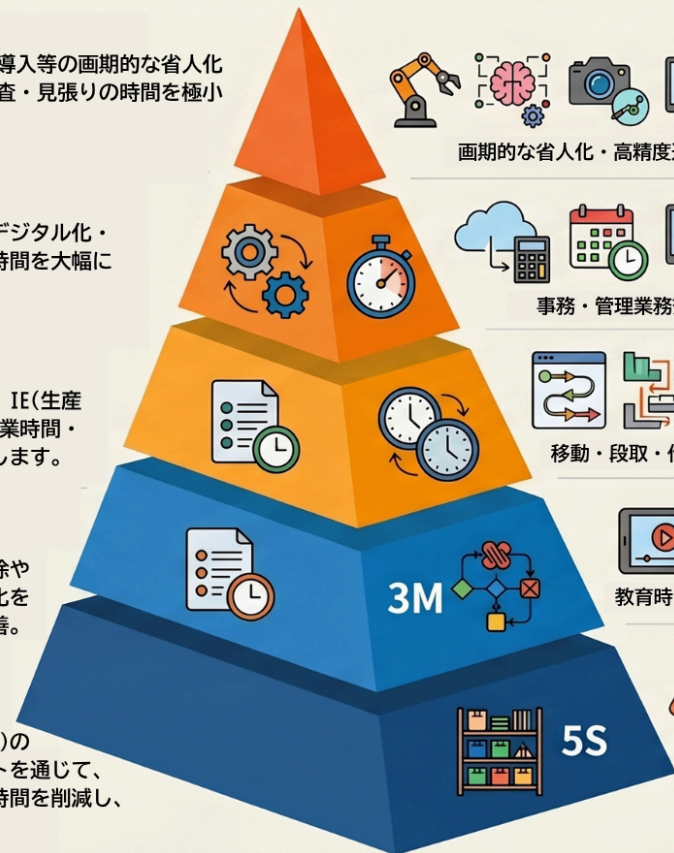 導入等の画期的な省人化
査・見張りの時間を極小
画期的な省人化・高精度
デジタル化・
時間を大幅に
事務・管理業務
IE(生産
業時間・
します。
移動・段取・
除や
化を
善。
3M
教育時
)の
トを通じて、
時間を削減し、
5S